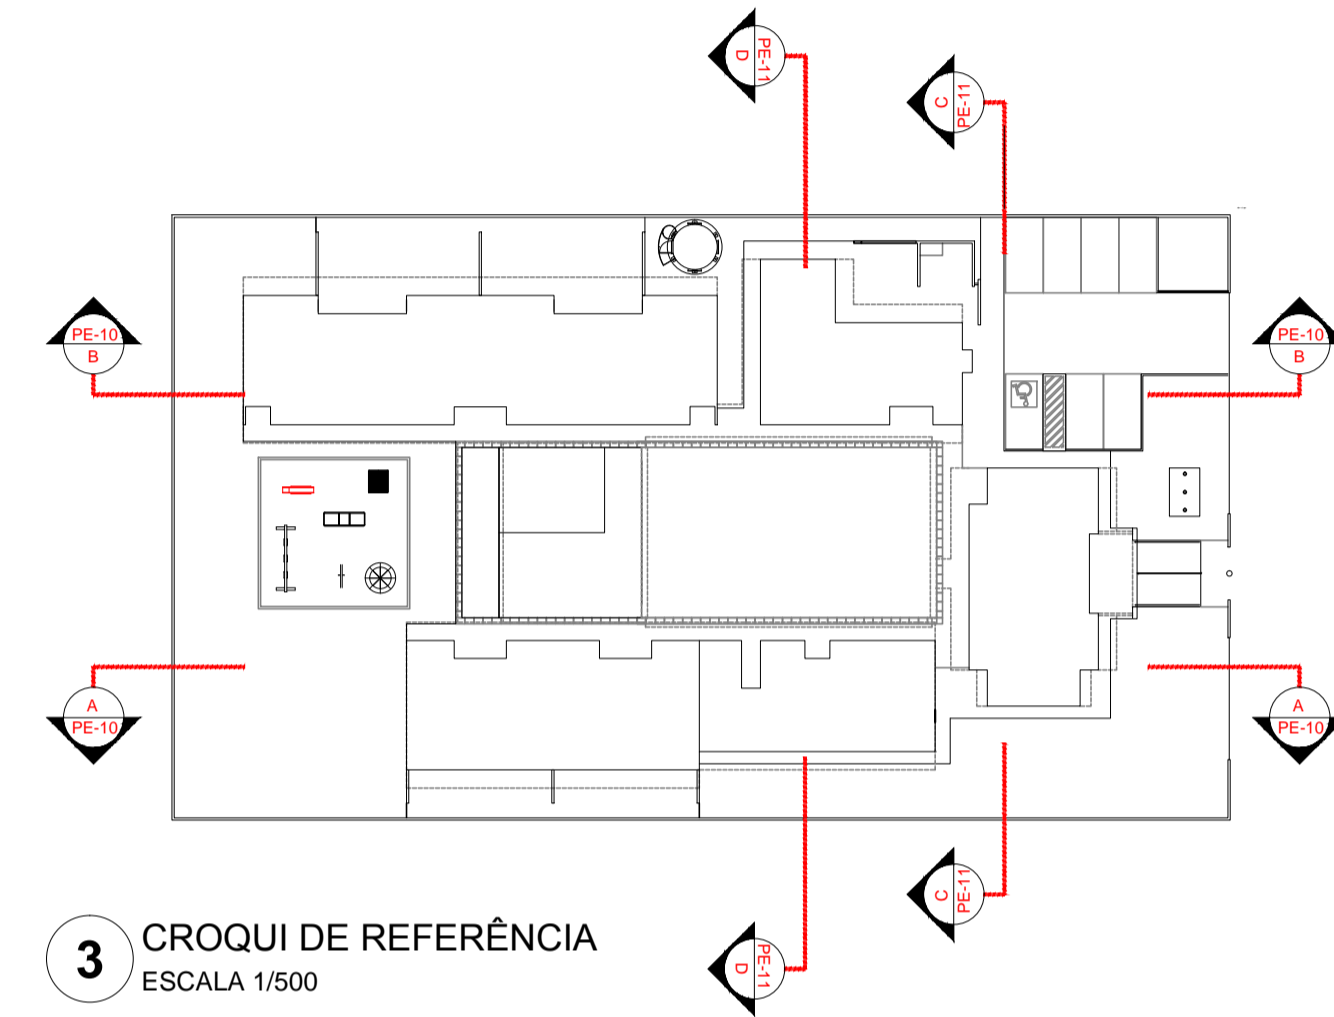 PE-11
D
PE-11
C
PE-10
B
PE-10
B
A
PE-10
A
PE-10
PE-11
C
PE-11
D
3
CROQUI DE REFERÊNCIA
ESCALA 1/500